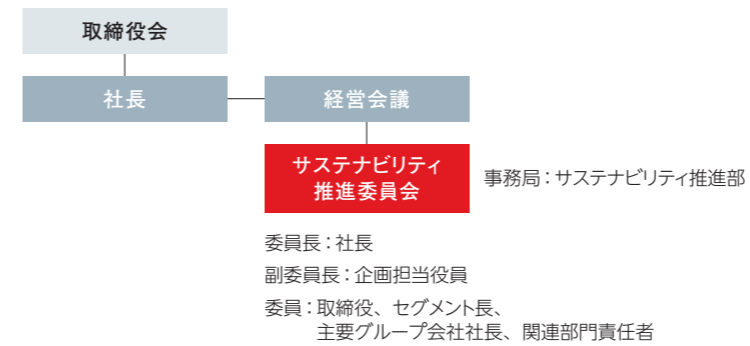 取締役会
社長
経営会議
サステナビリティ
推進委員会
事務局：サステナビリティ推進部
委員長：社長
副委員長：企画担当役員
委員：取締役、セグメント長、
主要グループ会社社長、関連部門責任者